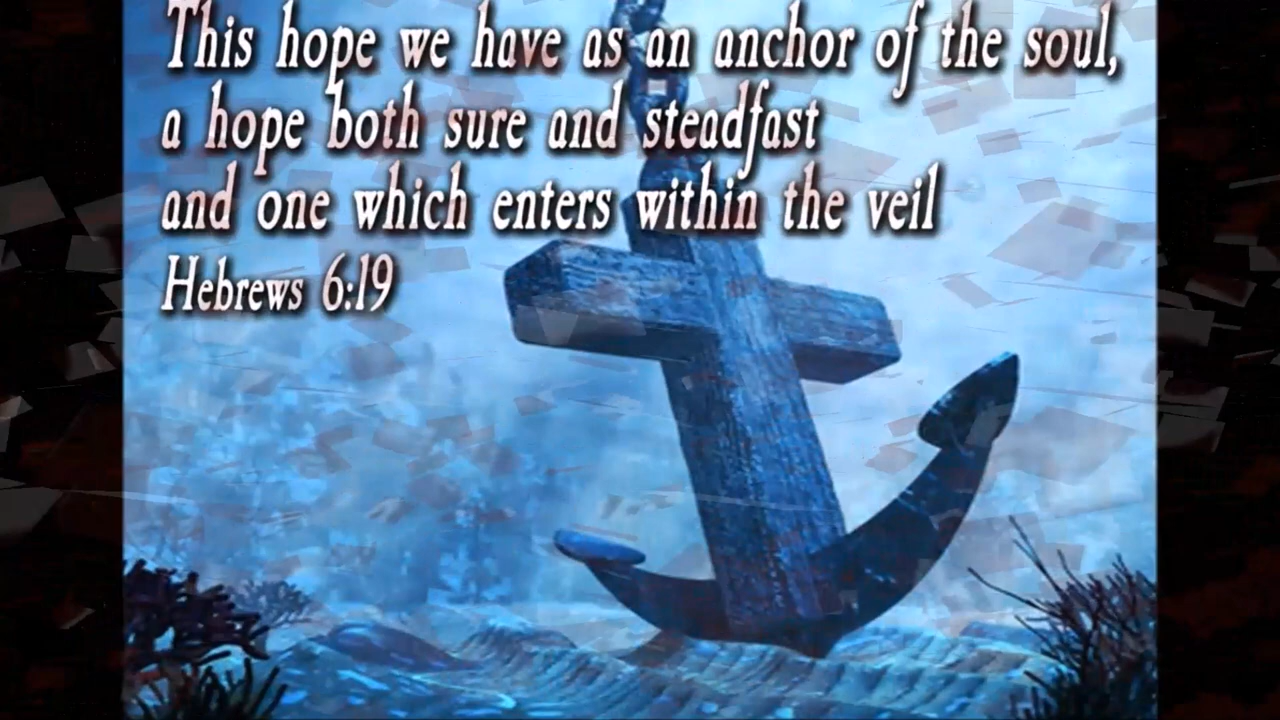 This hope we have as an anchor of the soul,
a hope both sure and steadfast
and one which enters within the veil
Hebrews 6:19